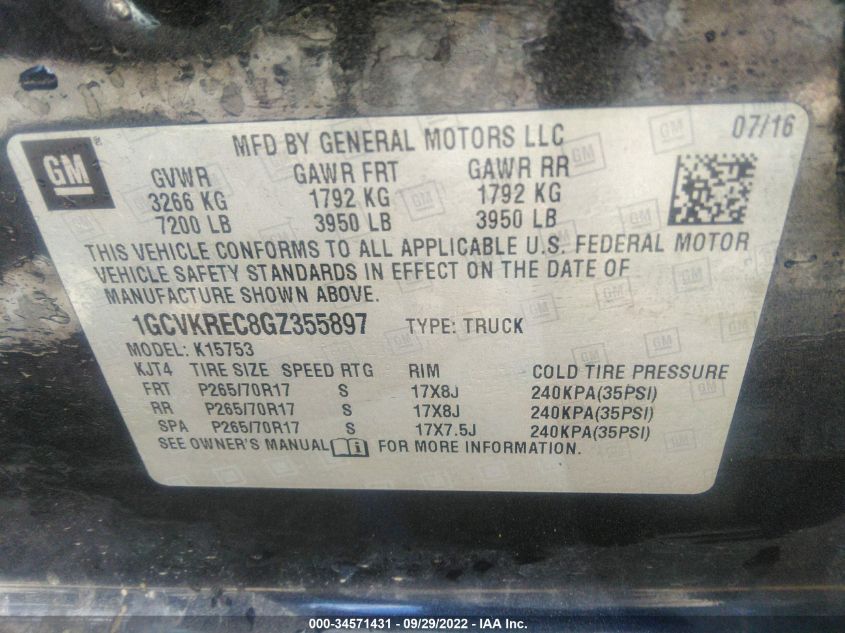 GM ® MFD BY GENERAL MOTORS LLC 07/16
GVWR GAWR FRT GAWR RR
3266 KG 1792 KG 1792 KG
7200 LB 3950 LB 3950 LB
THIS VEHICLE CONFORMS TO ALL APPLICABLE U.S. FEDERAL MOTOR
VEHICLE SAFETY STANDARDS IN EFFECT ON THE DATE OF
MANUFACTURE SHOWN ABOVE.
1GCVKREC8GZ355897 TYPE: TRUCK
MODEL: K15753
KJT4 TIRE SIZE SPEED RTG RIM COLD TIRE PRESSURE
FRT P265/70R17 S 17X8J 240KPA(35PSI)
RR P265/70R17 S 17X8J 240KPA(35PSI)
SPA P265/70R17 S 17X7.5J 240KPA(35PSI)
SEE OWNER'S MANUAL FOR MORE INFORMATION.
000-34571431 - 09/29/2022 - IAA Inc.